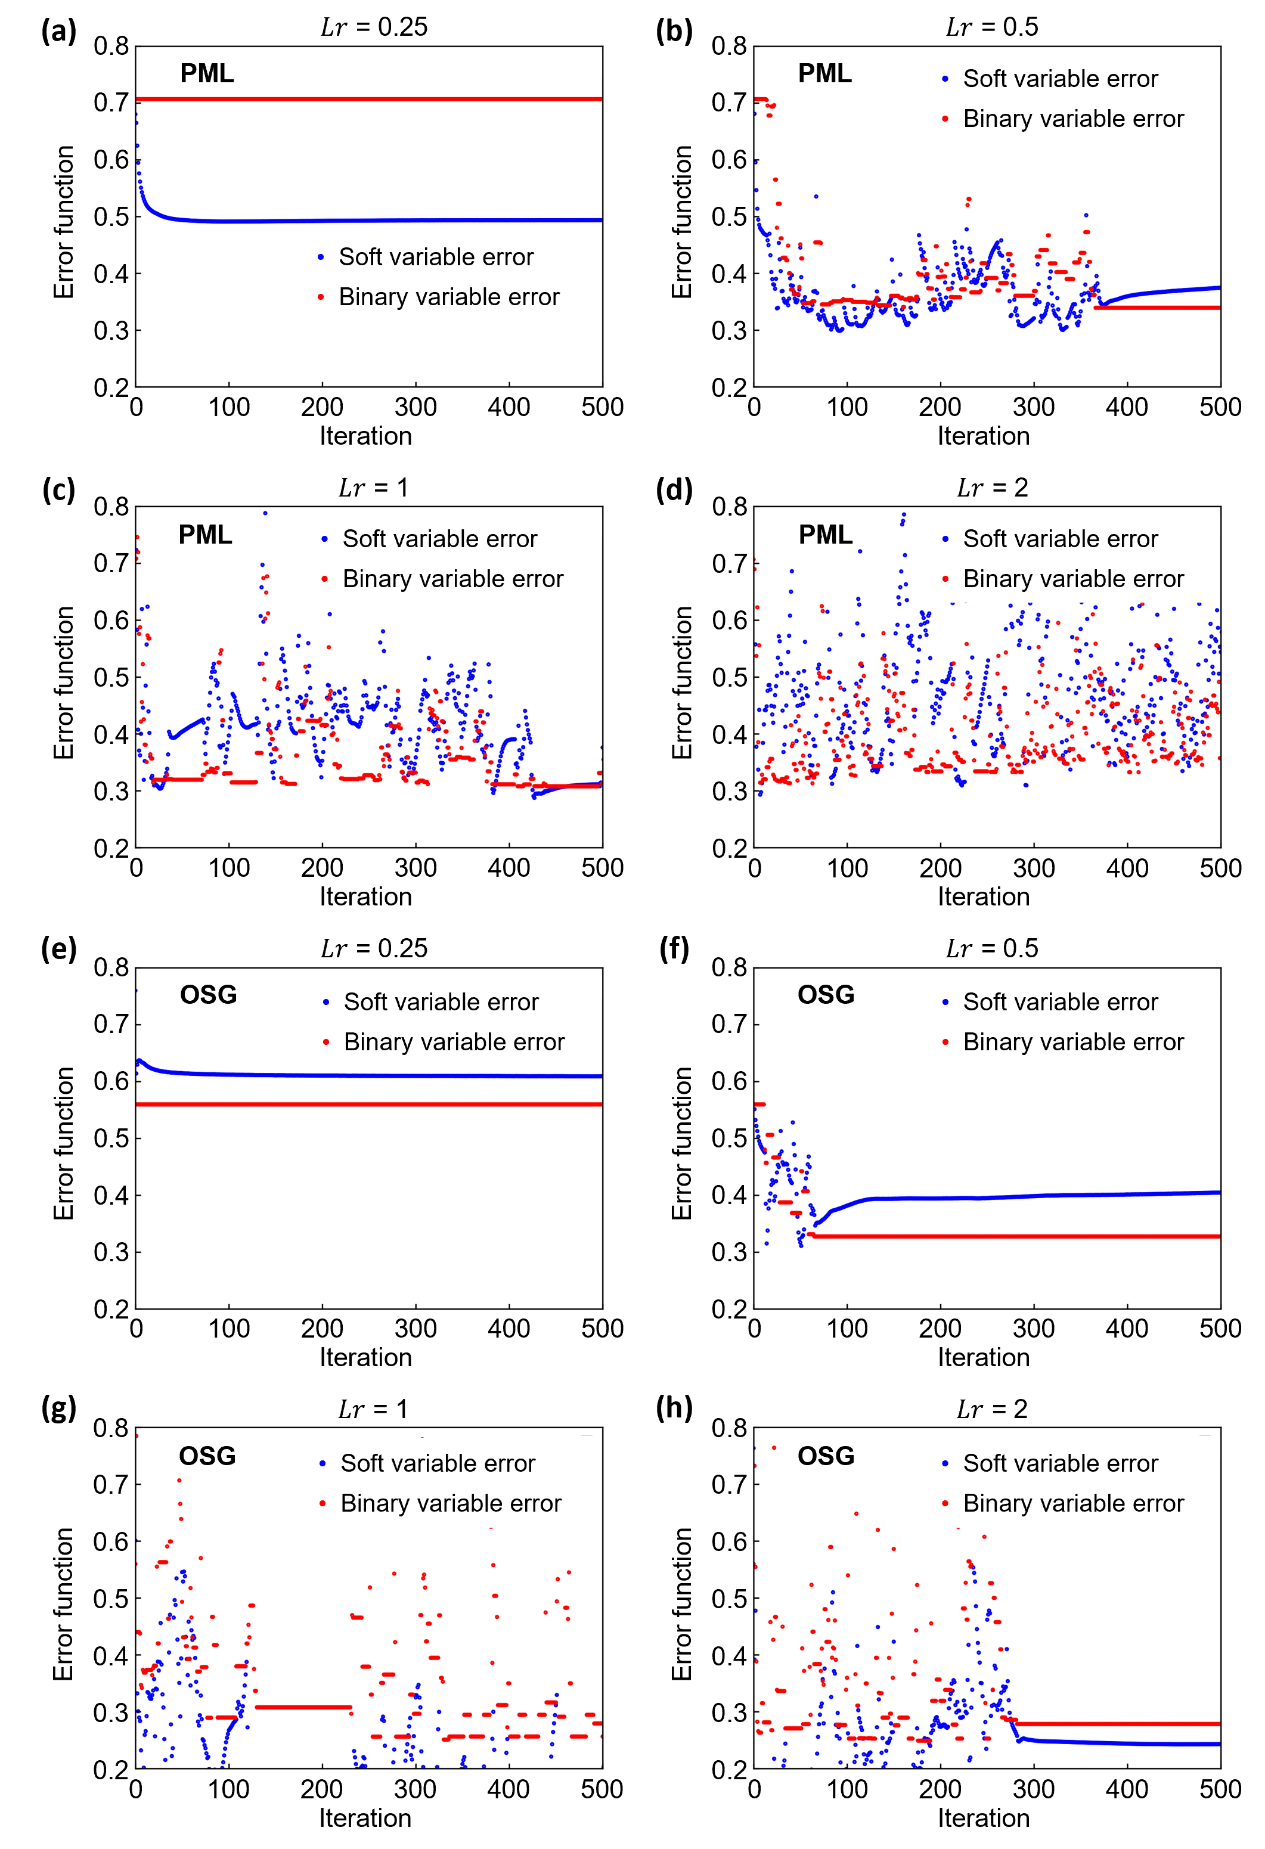 (a) Lr = 0.25
0.8
PML
0.7
0.6
0.5
0.4
0.3
0.2
Error function
Soft variable error
Binary variable error
0 100 200 300 400 500
Iteration
(b) Lr = 0.5
0.8
PML
Soft variable error
0.7
Binary variable error
0.6
0.5
0.4
0.3
0.2
Error function
0 100 200 300 400 500
Iteration
(c) Lr = 1
0.8
PML
Soft variable error
0.7
Binary variable error
0.6
0.5
0.4
0.3
0.2
Error function
0 100 200 300 400 500
Iteration
(d) Lr = 2
0.8
PML
Soft variable error
0.7
Binary variable error
0.6
0.5
0.4
0.3
0.2
Error function
0 100 200 300 400 500
Iteration
(e) Lr = 0.25
0.8
OSG
Soft variable error
0.7
Binary variable error
0.6
0.5
0.4
0.3
0.2
Error function
0 100 200 300 400 500
Iteration
(f) Lr = 0.5
0.8
OSG
Soft variable error
0.7
Binary variable error
0.6
0.5
0.4
0.3
0.2
Error function
0 100 200 300 400 500
Iteration
(g) Lr = 1
0.8
OSG
Soft variable error
0.7
Binary variable error
0.6
0.5
0.4
0.3
0.2
Error function
0 100 200 300 400 500
Iteration
(h) Lr = 2
0.8
OSG
Soft variable error
0.7
Binary variable error
0.6
0.5
0.4
0.3
0.2
Error function
0 100 200 300 400 500
Iteration